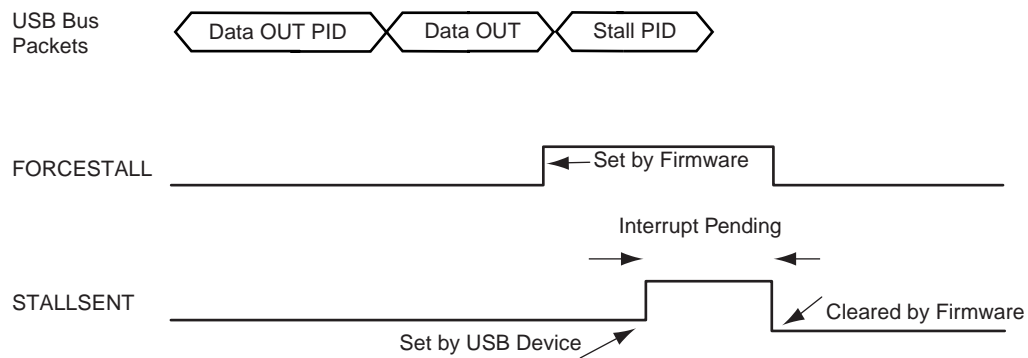 USB Bus
Packets
Data OUT PID
Data OUT
Stall PID
FORCESTALL
Set by Firmware
Interrupt Pending
STALLSENT
Cleared by Firmware
Set by USB Device